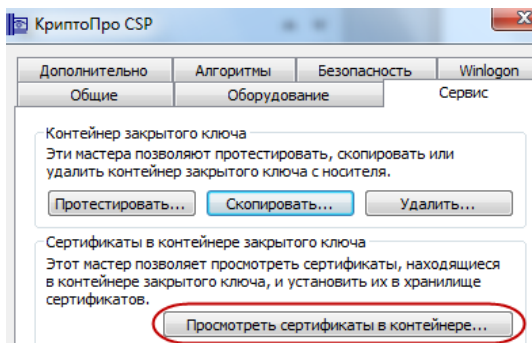 КриптоПро CSP
Дополнительно Алгоритмы Безопасность Winlogon
Общие Оборудование Сервис
Контейнер закрытого ключа
Эти мастера позволяют протестировать, скопировать или
удалить контейнер закрытого ключа с носителя.
Протестировать... Скопировать... Удалить...
Сертификаты в контейнере закрытого ключа
Этот мастер позволяет просмотреть сертификаты, находящиеся
в контейнере закрытого ключа, и установить их в хранилище
сертификатов.
Просмотреть сертификаты в контейнере...